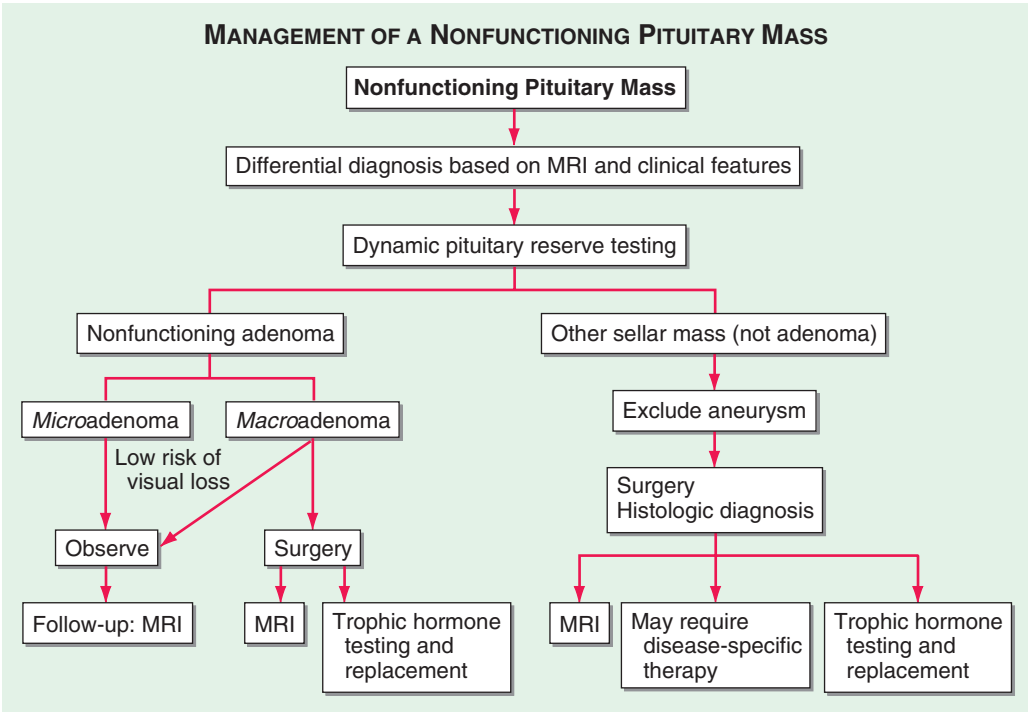 MANAGEMENT OF A NONFUNCTIONING PITUITARY MASS
Nonfunctioning Pituitary Mass
Differential diagnosis based on MRI and clinical features
Dynamic pituitary reserve testing
Nonfunctioning adenoma
Other sellar mass (not adenoma)
Microadenoma
Macroadenoma
Exclude aneurysm
Low risk of
visual loss
Surgery
Histologic diagnosis
Observe
Surgery
Follow-up: MRI
MRI
Trophic hormone
testing and
replacement
MRI
May require
disease-specific
therapy
Trophic hormone
testing and
replacement